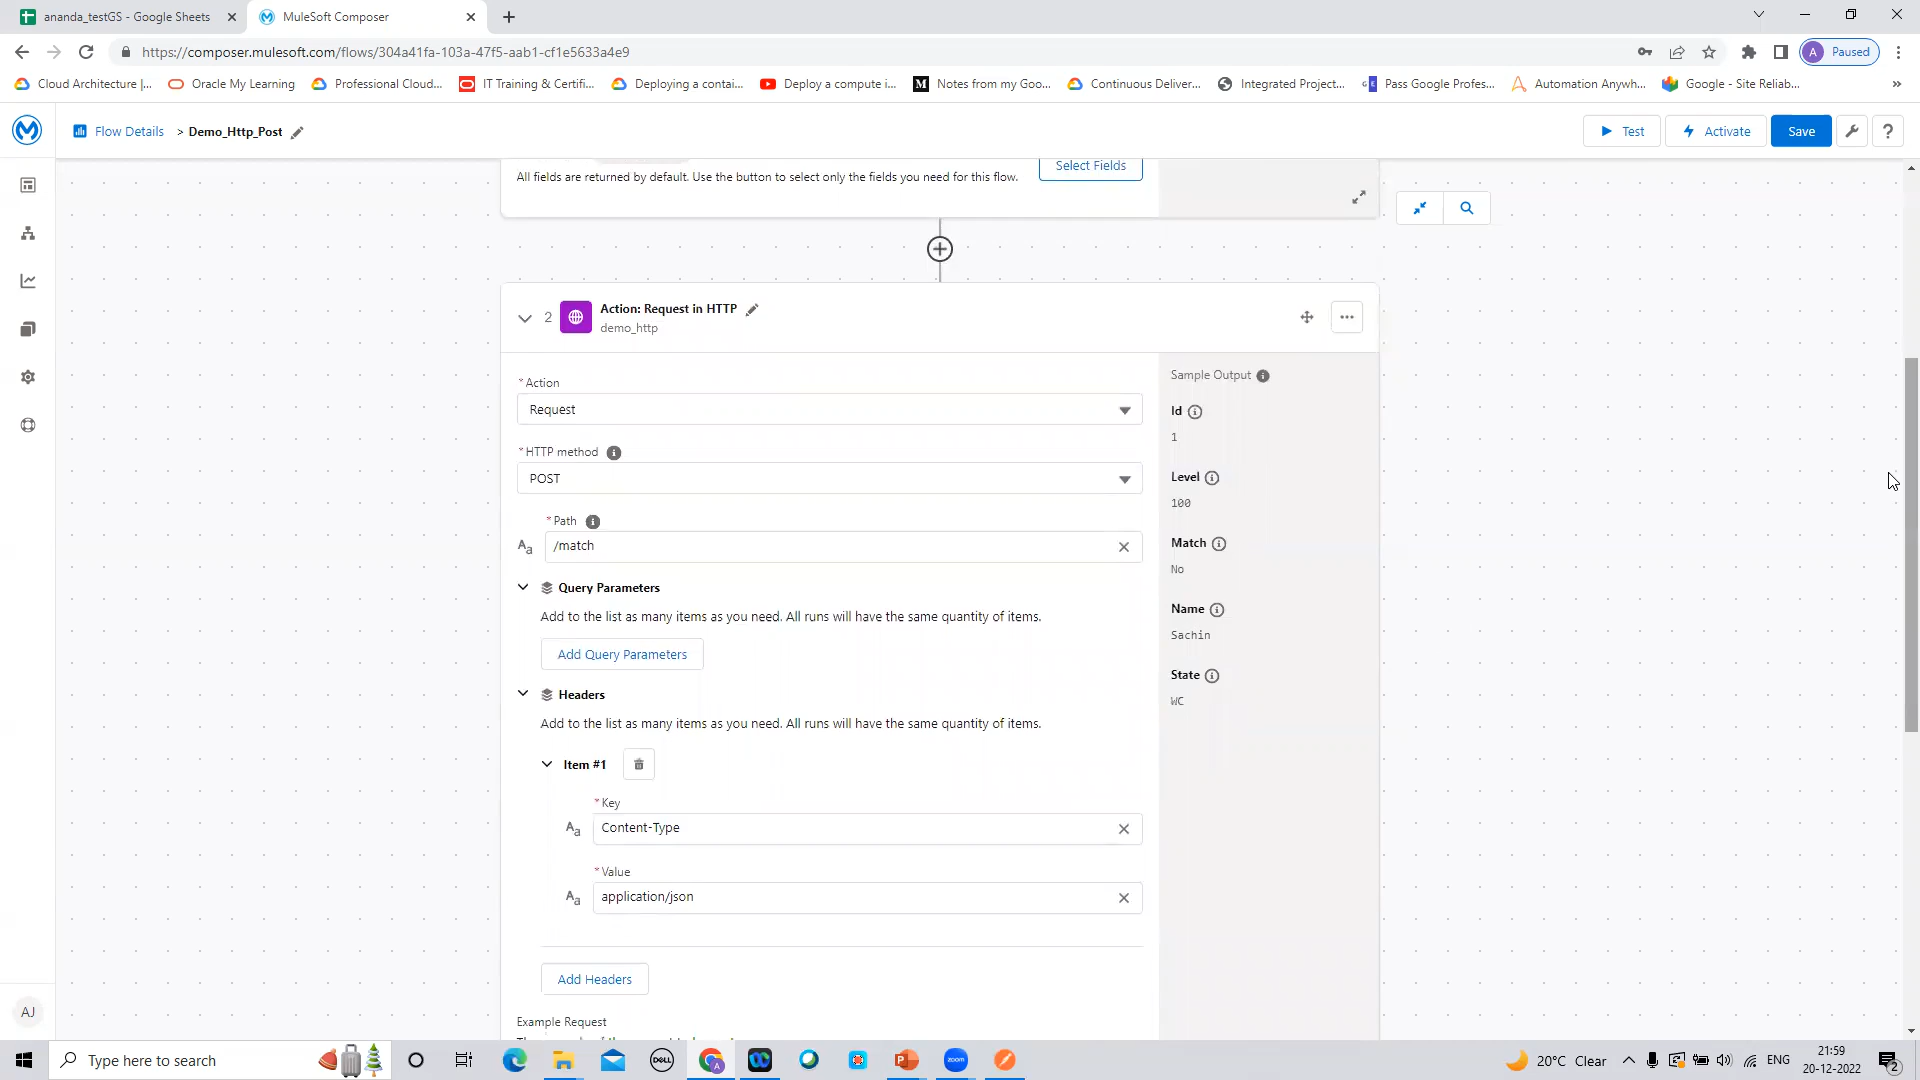 ananda_testGS - Google Sheets
MuleSoft Composer
https://composer.mulesoft.com/flows/304a41fa-103a-47f5-aab1-cf1e5633a4e9
A Paused
Cloud Architecture |...
Oracle My Learning
Professional Cloud...
IT Training & Certifi...
Deploying a contai...
Deploy a compute i...
Notes from my Goo...
Continuous Deliver...
Integrated Project...
Pass Google Profes...
Automation Anywh...
Google - Site Reliab...
»
Flow Details > Demo_Http_Post
Test
Activate
Save
?
All fields are returned by default. Use the button to select only the fields you need for this flow.
Select Fields
2
Action: Request in HTTP
demo_http
* Action
Request
* HTTP method
POST
* Path
Aa /match
Query Parameters
Add to the list as many items as you need. All runs will have the same quantity of items.
Add Query Parameters
Headers
Add to the list as many items as you need. All runs will have the same quantity of items.
Item #1
* Key
Aa Content-Type
* Value
Aa application/json
Add Headers
Example Request
Sample Output
Id
1
Level
100
Match
No
Name
Sachin
State
WC
AJ
Type here to search
DELL
zoom
20°C Clear
ENG
21:59
20-12-2022
2